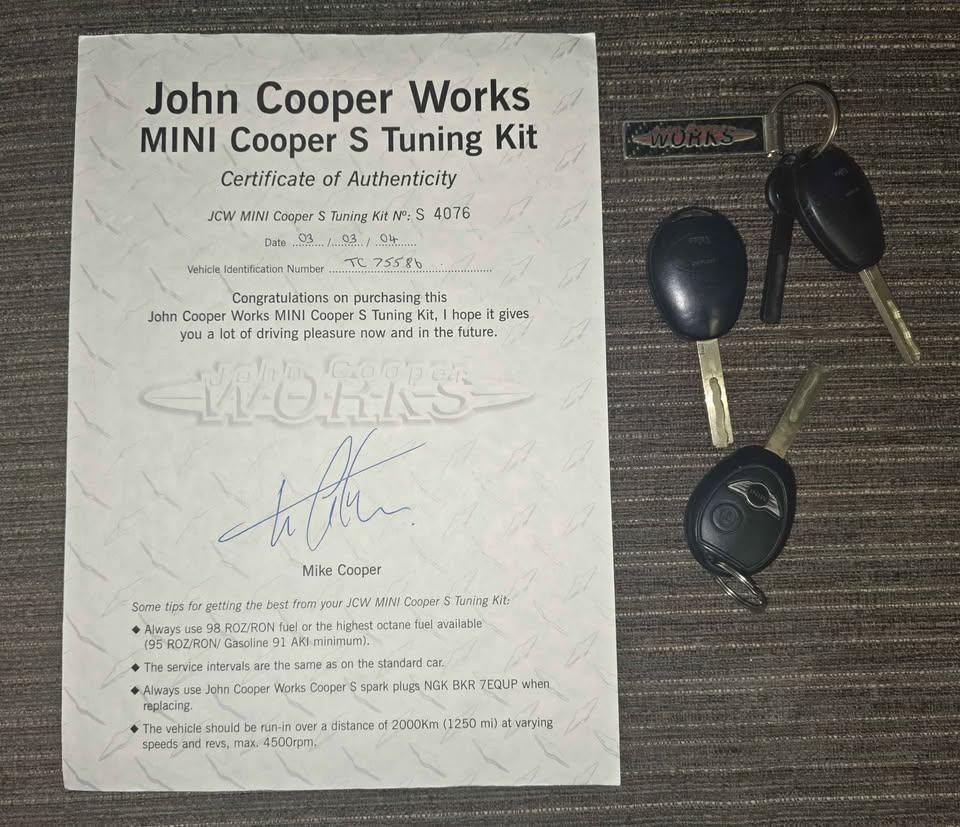 John Cooper Works
MINI Cooper S Tuning Kit
Certificate of Authenticity
JCW MINI Cooper S Tuning Kit Nº: S 4076
Date 03 / 03 / 04
Vehicle Identification Number TC 75586
Congratulations on purchasing this
John Cooper Works MINI Cooper S Tuning Kit, I hope it gives
you a lot of driving pleasure now and in the future.
John Cooper
WORKS
Mike Cooper
Some tips for getting the best from your JCW MINI Cooper S Tuning Kit:
◆ Always use 98 ROZ/RON fuel or the highest octane fuel available
(95 ROZ/RON/ Gasoline 91 AKI minimum).
◆ The service intervals are the same as on the standard car.
◆ Always use John Cooper Works Cooper S spark plugs NGK BKR 7EQUP when
replacing.
◆ The vehicle should be run-in over a distance of 2000Km (1250 mi) at varying
speeds and revs, max. 4500rpm.
WORKS